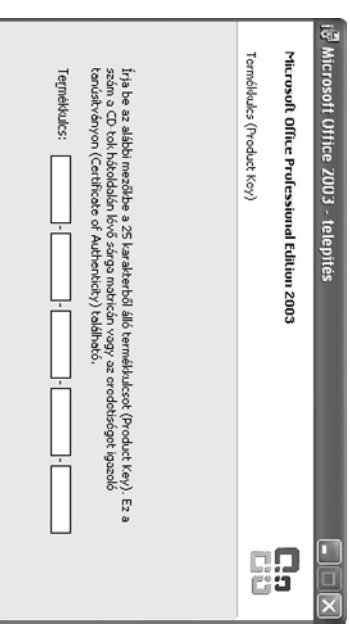 Microsoft Office 2003 - telepítés
Microsoft Office Professional Edition 2003
Termékkulcs (Product Key)
Írja be az alábbi mezőkbe a 25 karakterből álló termékkulcsot (Product Key). Ez a
szám a CD-tok hátoldalán lévő sárga matricán vagy az eredetiséget igazoló
tanúsítványon (Certificate of Authenticity) található.
Termékkulcs: - - - -